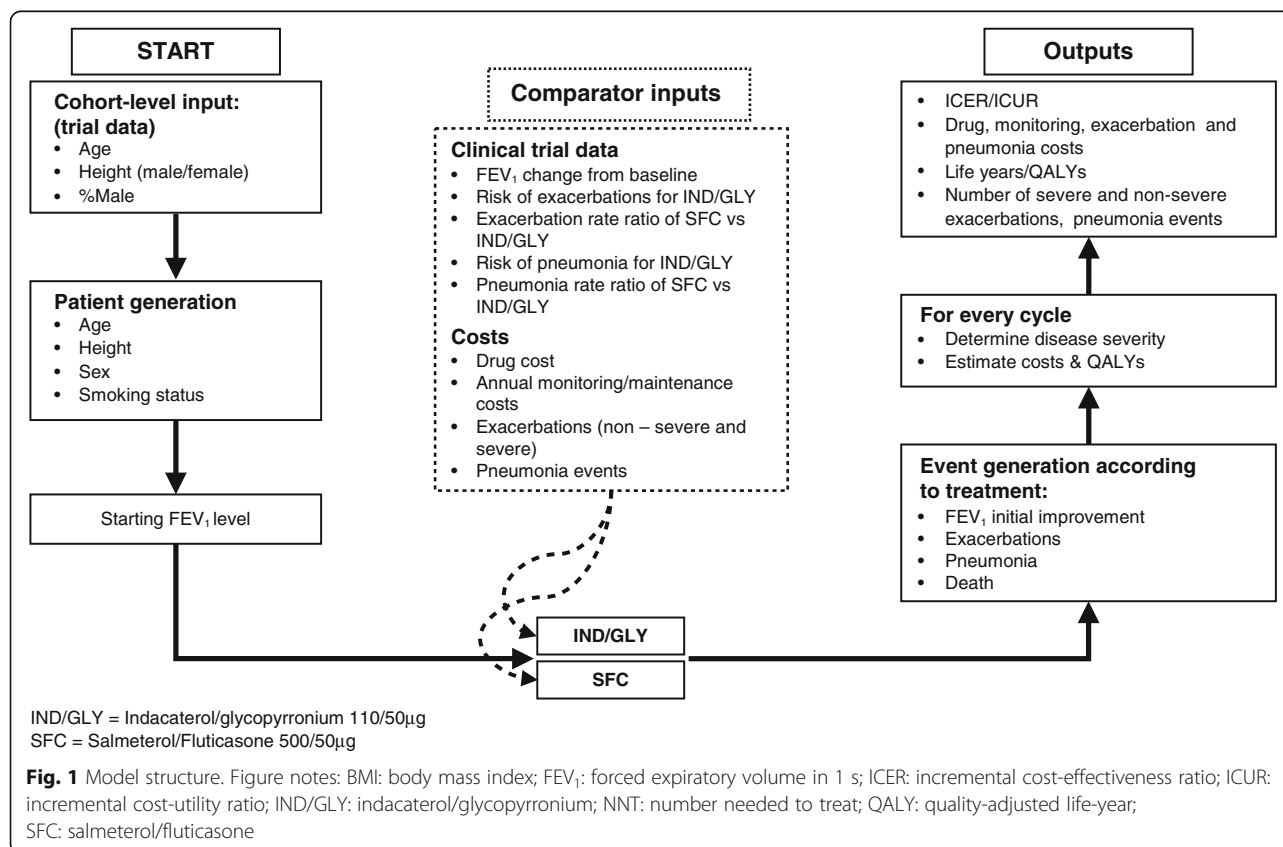 START
Cohort-level input:
(trial data)
• Age
• Height (male/female)
• %Male
Patient generation
• Age
• Height
• Sex
• Smoking status
Starting FEV₁ level
Comparator inputs
Clinical trial data
• FEV₁ change from baseline
• Risk of exacerbations for IND/GLY
• Exacerbation rate ratio of SFC vs
IND/GLY
• Risk of pneumonia for IND/GLY
• Pneumonia rate ratio of SFC vs
IND/GLY
Costs
• Drug cost
• Annual monitoring/maintenance
costs
• Exacerbations (non – severe and
severe)
• Pneumonia events
IND/GLY
SFC
Outputs
• ICER/ICUR
• Drug, monitoring, exacerbation and
pneumonia costs
• Life years/QALYs
• Number of severe and non-severe
exacerbations, pneumonia events
For every cycle
• Determine disease severity
• Estimate costs & QALYs
Event generation according
to treatment:
• FEV₁ initial improvement
• Exacerbations
• Pneumonia
• Death
IND/GLY = Indacaterol/glycopyrronium 110/50µg
SFC = Salmeterol/Fluticasone 500/50µg
Fig. 1 Model structure. Figure notes: BMI: body mass index; FEV₁: forced expiratory volume in 1 s; ICER: incremental cost-effectiveness ratio; ICUR:
incremental cost-utility ratio; IND/GLY: indacaterol/glycopyrronium; NNT: number needed to treat; QALY: quality-adjusted life-year;
SFC: salmeterol/fluticasone